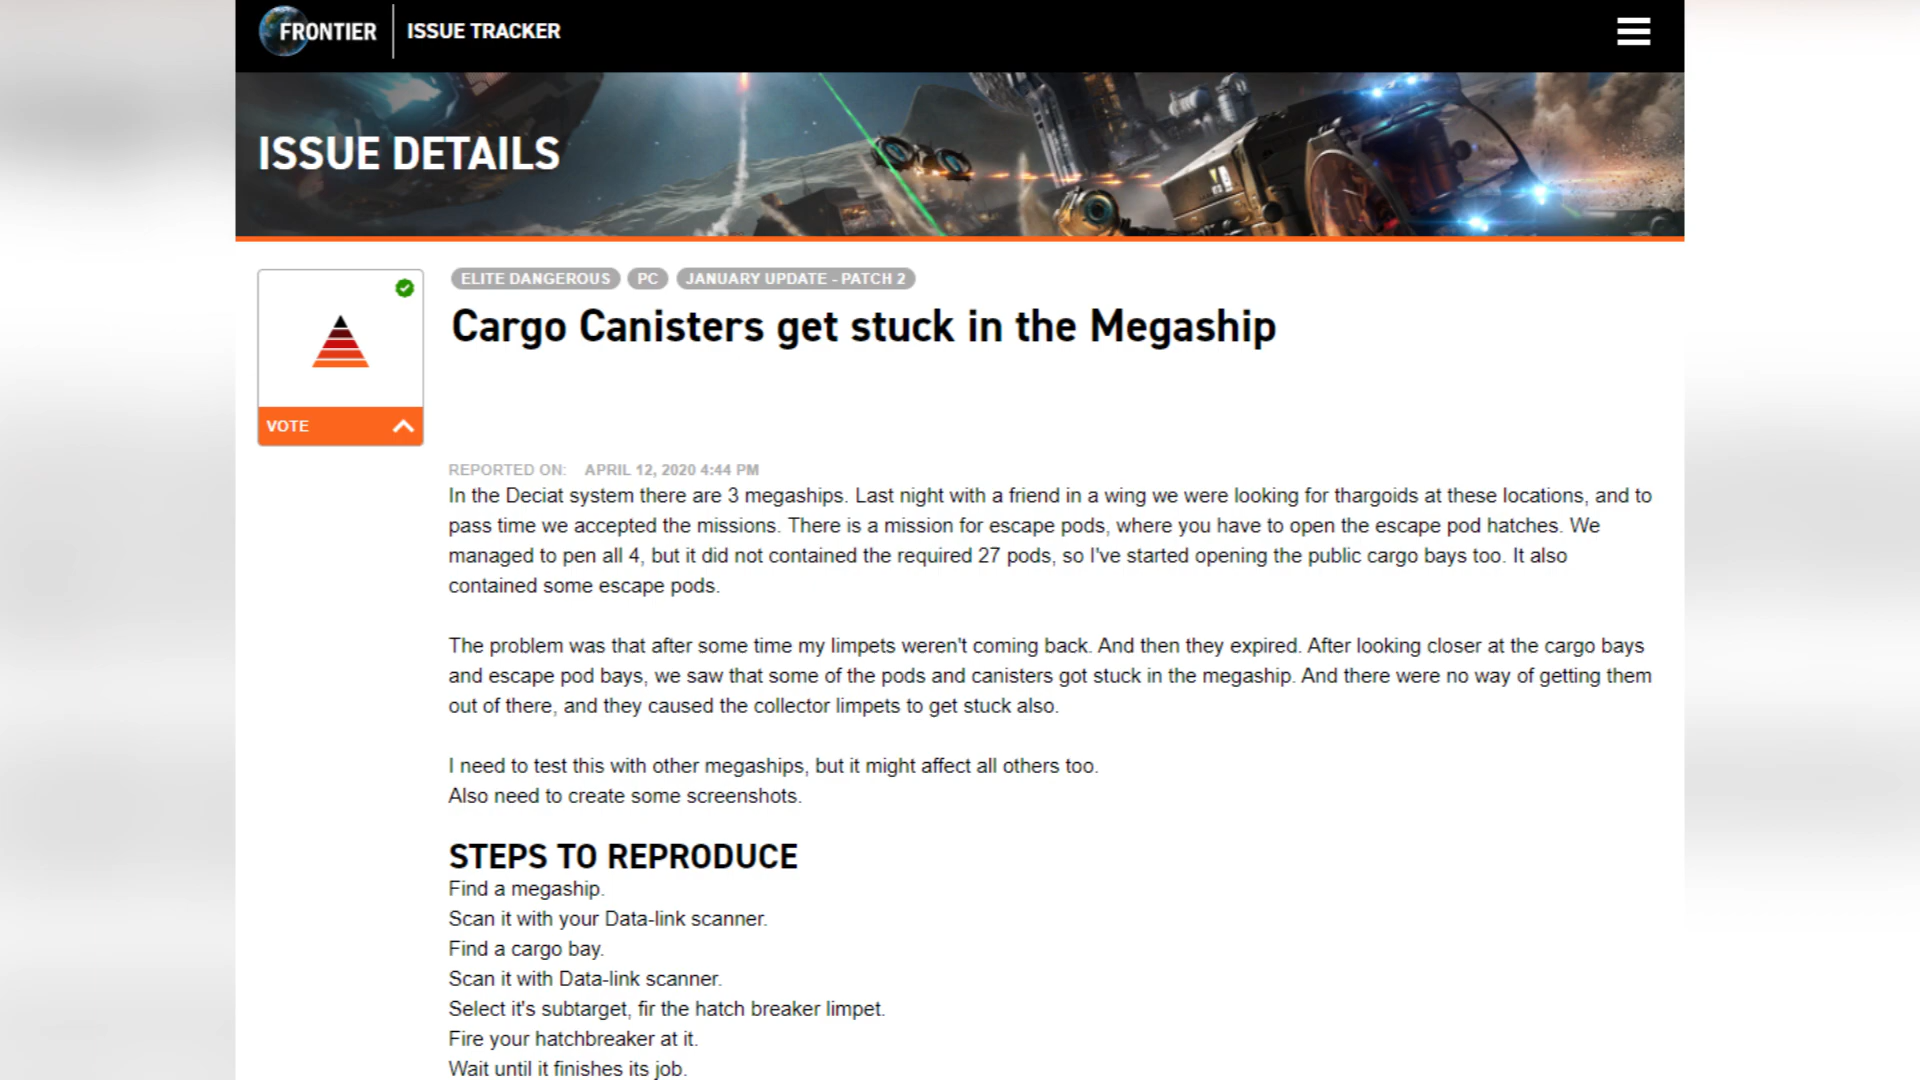 FRONTIER
ISSUE TRACKER
ISSUE DETAILS
ELITE DANGEROUS
PC
JANUARY UPDATE - PATCH 2
Cargo Canisters get stuck in the Megaship
VOTE
REPORTED ON: APRIL 12, 2020 4:44 PM
In the Deciat system there are 3 megaships. Last night with a friend in a wing we were looking for thargoids at these locations, and to
pass time we accepted the missions. There is a mission for escape pods, where you have to open the escape pod hatches. We
managed to pen all 4, but it did not contained the required 27 pods, so I've started opening the public cargo bays too. It also
contained some escape pods.
The problem was that after some time my limpets weren't coming back. And then they expired. After looking closer at the cargo bays
and escape pod bays, we saw that some of the pods and canisters got stuck in the megaship. And there were no way of getting them
out of there, and they caused the collector limpets to get stuck also.
I need to test this with other megaships, but it might affect all others too.
Also need to create some screenshots.
STEPS TO REPRODUCE
Find a megaship.
Scan it with your Data-link scanner.
Find a cargo bay.
Scan it with Data-link scanner.
Select it's subtarget, fir the hatch breaker limpet.
Fire your hatchbreaker at it.
Wait until it finishes its job.